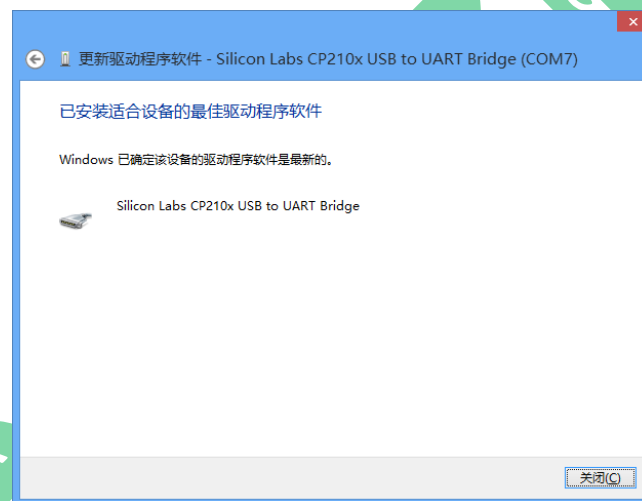 更新驱动程序软件 - Silicon Labs CP210x USB to UART Bridge (COM7)
已安装适合设备的最佳驱动程序软件
Windows 已确定该设备的驱动程序软件是最新的。
Silicon Labs CP210x USB to UART Bridge
关闭(C)